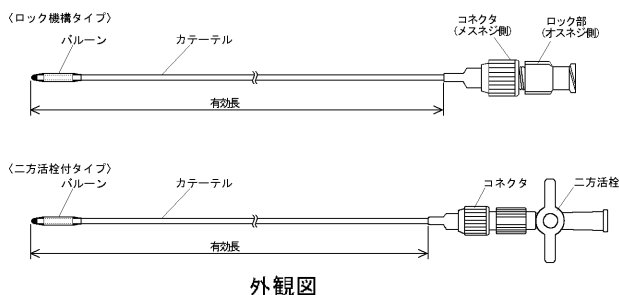 〈ロック機構タイプ〉
バルーン
カテーテル
コネクタ
(メスネジ側)
ロック部
(オスネジ側)
有効長
〈二方活栓付タイプ〉
バルーン
カテーテル
コネクタ
二方活栓
有効長
外観図